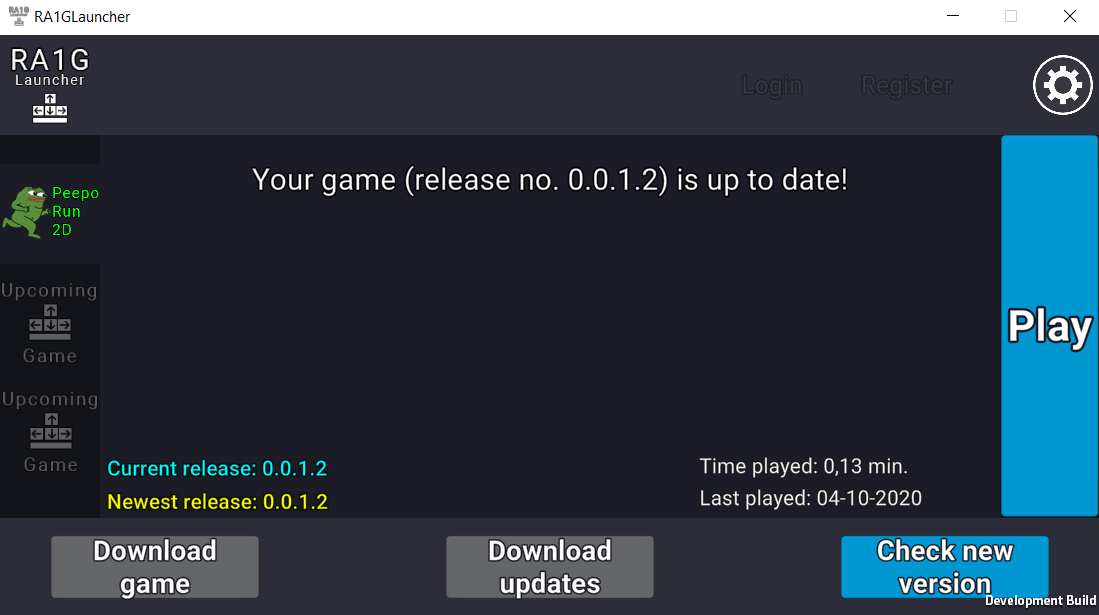 RA1GLauncher
RA1G
Launcher
Login
Register
Your game (release no. 0.0.1.2) is up to date!
Peepo
Run
2D
Play
Upcoming
Game
Upcoming
Game
Current release: 0.0.1.2
Newest release: 0.0.1.2
Time played: 0,13 min.
Last played: 04-10-2020
Download
game
Download
updates
Check new
version
Development Build